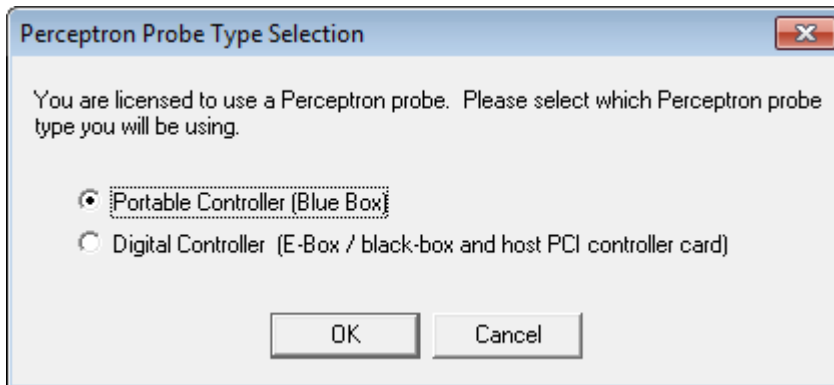 Perceptron Probe Type Selection
You are licensed to use a Perceptron probe.  Please select which Perceptron probe
type you will be using.
Portable Controller (Blue Box)
Digital Controller  (E-Box / black-box and host PCI controller card)
OK
Cancel